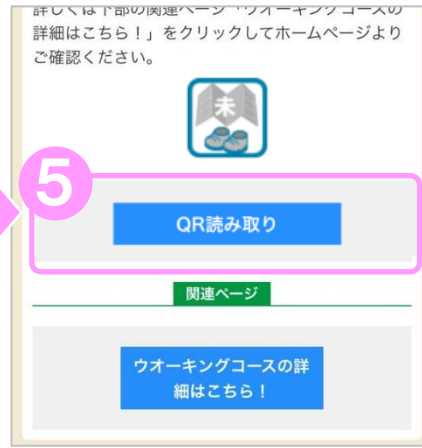 詳しくは下部の関連ページ「ウオーキングコースの
詳細はこちら！」をクリックしてホームページより
ご確認ください。
未
5
QR読み取り
関連ページ
ウオーキングコースの詳
細はこちら！